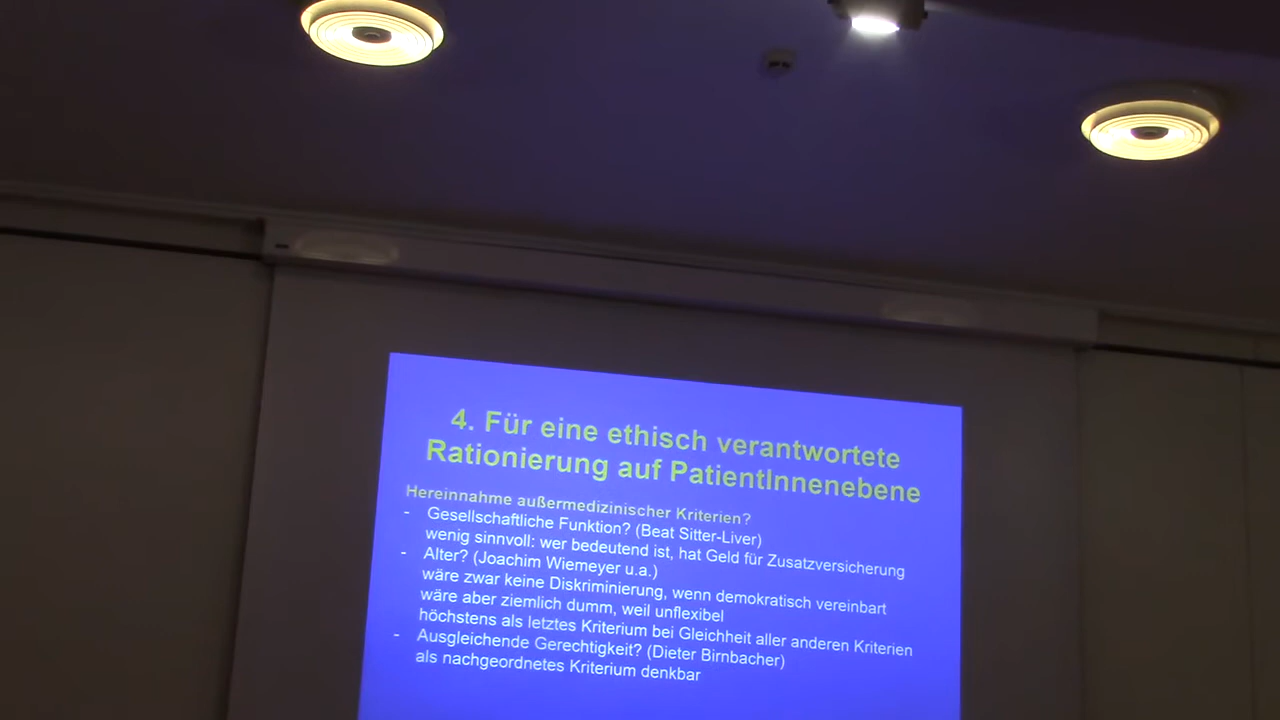 4. Für eine ethisch verantwortete
Rationierung auf PatientInnenebene
Hereinnahme außermedizinischer Kriterien?
- Gesellschaftliche Funktion? (Beat Sitter-Liver)
wenig sinnvoll: wer bedeutend ist, hat Geld für Zusatzversicherung
- Alter? (Joachim Wiemeyer u.a.)
wäre zwar keine Diskriminierung, wenn demokratisch vereinbart
wäre aber ziemlich dumm, weil unflexibel
höchstens als letztes Kriterium bei Gleichheit aller anderen Kriterien
- Ausgleichende Gerechtigkeit? (Dieter Birnbacher)
als nachgeordnetes Kriterium denkbar